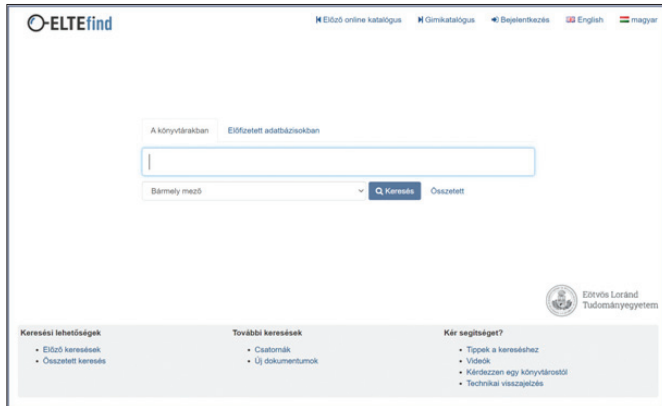 ELTEfind
Előző online katalógus
Gimikatalógus
Bejelentkezés
English
magyar
A könyvtárakban
Előfizetett adatbázisokban
Bármely mező
Keresés
Összetett
Eötvös Loránd
Tudományegyetem
Keresési lehetőségek
Előző keresések
Összetett keresés
További keresések
Csatornák
Új dokumentumok
Kér segítséget?
Tippek a kereséshez
Videók
Kérdezzen egy könyvtárostól
Technikai visszajelzés